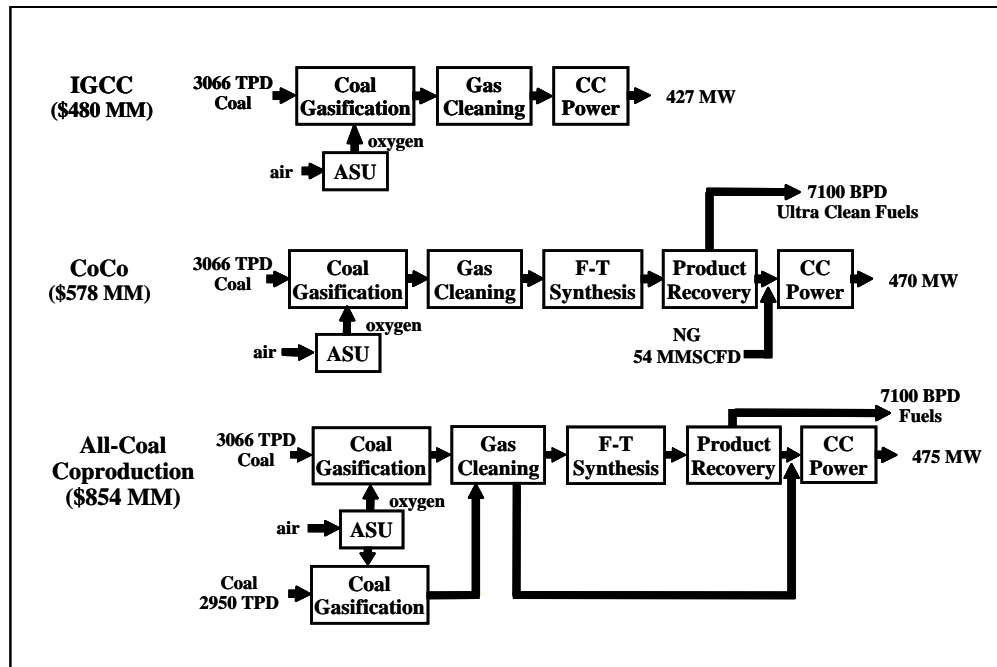 IGCC
($480 MM)
3066 TPD
Coal
Coal
Gasification
Gas
Cleaning
CC
Power
427 MW
oxygen
air
ASU
7100 BPD
Ultra Clean Fuels
CoCo
($578 MM)
3066 TPD
Coal
Coal
Gasification
Gas
Cleaning
F-T
Synthesis
Product
Recovery
CC
Power
470 MW
oxygen
air
ASU
NG
54 MMSCFD
7100 BPD
Fuels
All-Coal
Coproduction
($854 MM)
3066 TPD
Coal
Coal
Gasification
Gas
Cleaning
F-T
Synthesis
Product
Recovery
CC
Power
475 MW
oxygen
air
ASU
Coal
2950 TPD
Coal
Gasification